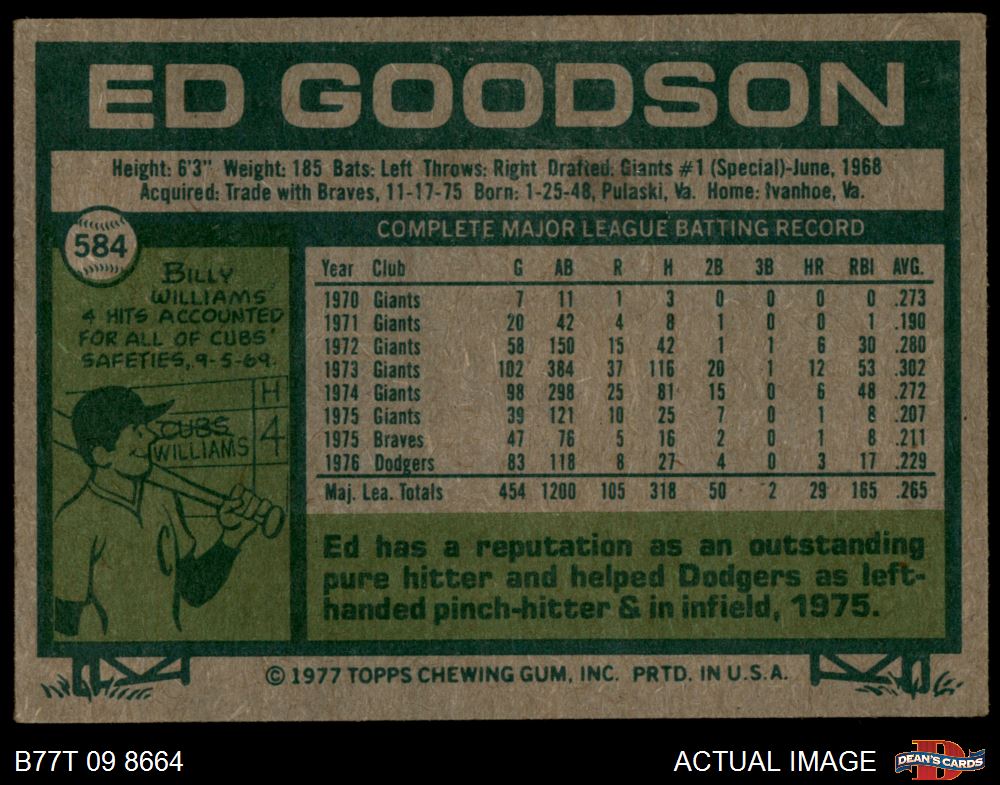 ED GOODSON
Height: 6'3" Weight: 185 Bats: Left Throws: Right Drafted: Giants #1 (Special)-June, 1968
Acquired: Trade with Braves, 11-17-75 Born: 1-25-48, Pulaski, Va. Home: Ivanhoe, Va.
584
BILLY
WILLIAMS'
4 HITS ACCOUNTED
FOR ALL OF CUBS'
SAFETIES, 9-5-69.
H
CUBS
WILLIAMS 4
C
COMPLETE MAJOR LEAGUE BATTING RECORD
Year Club G AB R H 2B 3B HR RBI AVG.
1970 Giants 7 11 1 3 0 0 0 0 .273
1971 Giants 20 42 4 8 1 0 0 1 .190
1972 Giants 58 150 15 42 1 1 6 30 .280
1973 Giants 102 384 37 116 20 1 12 53 .302
1974 Giants 98 298 25 81 15 0 6 48 .272
1975 Giants 39 121 10 25 7 0 1 8 .207
1975 Braves 47 76 5 16 2 0 1 8 .211
1976 Dodgers 83 118 8 27 4 0 3 17 .229
Maj. Lea. Totals 454 1200 105 318 50 2 29 165 .265
Ed has a reputation as an outstanding
pure hitter and helped Dodgers as left-
handed pinch-hitter & in infield, 1975.
© 1977 TOPPS CHEWING GUM, INC. PRTD. IN U.S.A.
B77T 09 8664
ACTUAL IMAGE
DEAN'S CARDS